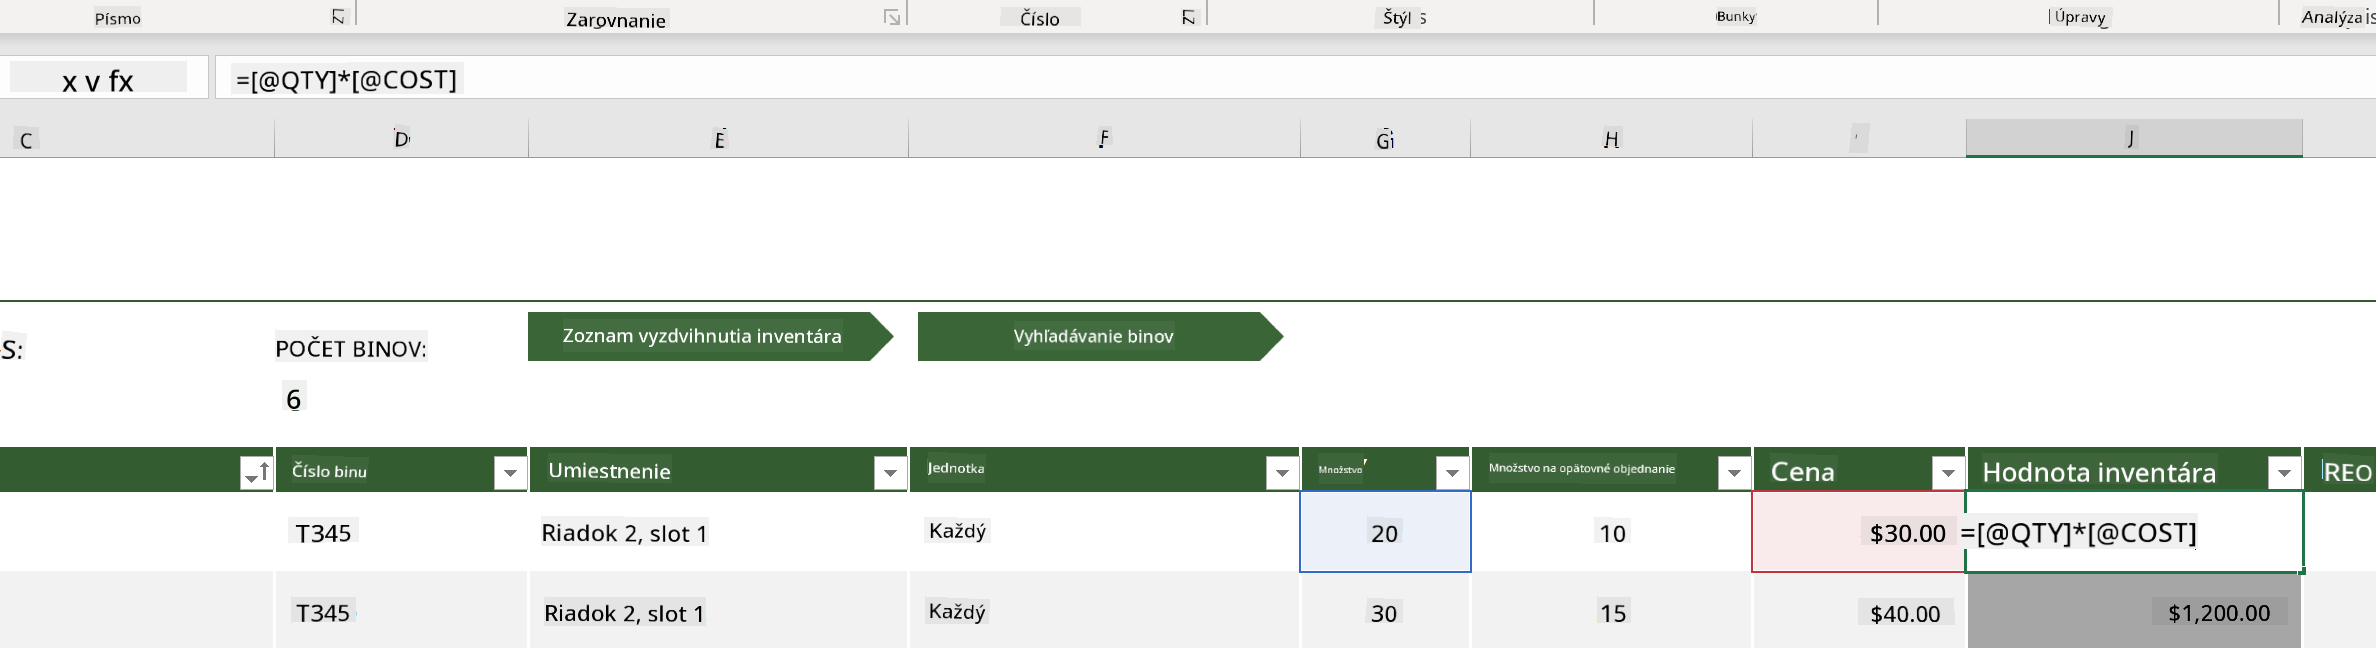 Písmo Zarovnanie Číslo Štýl Bunky Úpravy Analýza
x v fx =[@QTY]*[@COST]
C D E F G H J
Zoznam vyzdvihnutia inventára Vyhľadávanie binov
S: POČET BINOV:
6
Číslo binu Umiestnenie Jednotka Množstvo Množstvo na opätovné objednanie Cena Hodnota inventára REO
T345 Riadok 2, slot 1 Každý 20 10 $30.00 =[@QTY]*[@COST]
T345 Riadok 2, slot 1 Každý 30 15 $40.00 $1,200.00